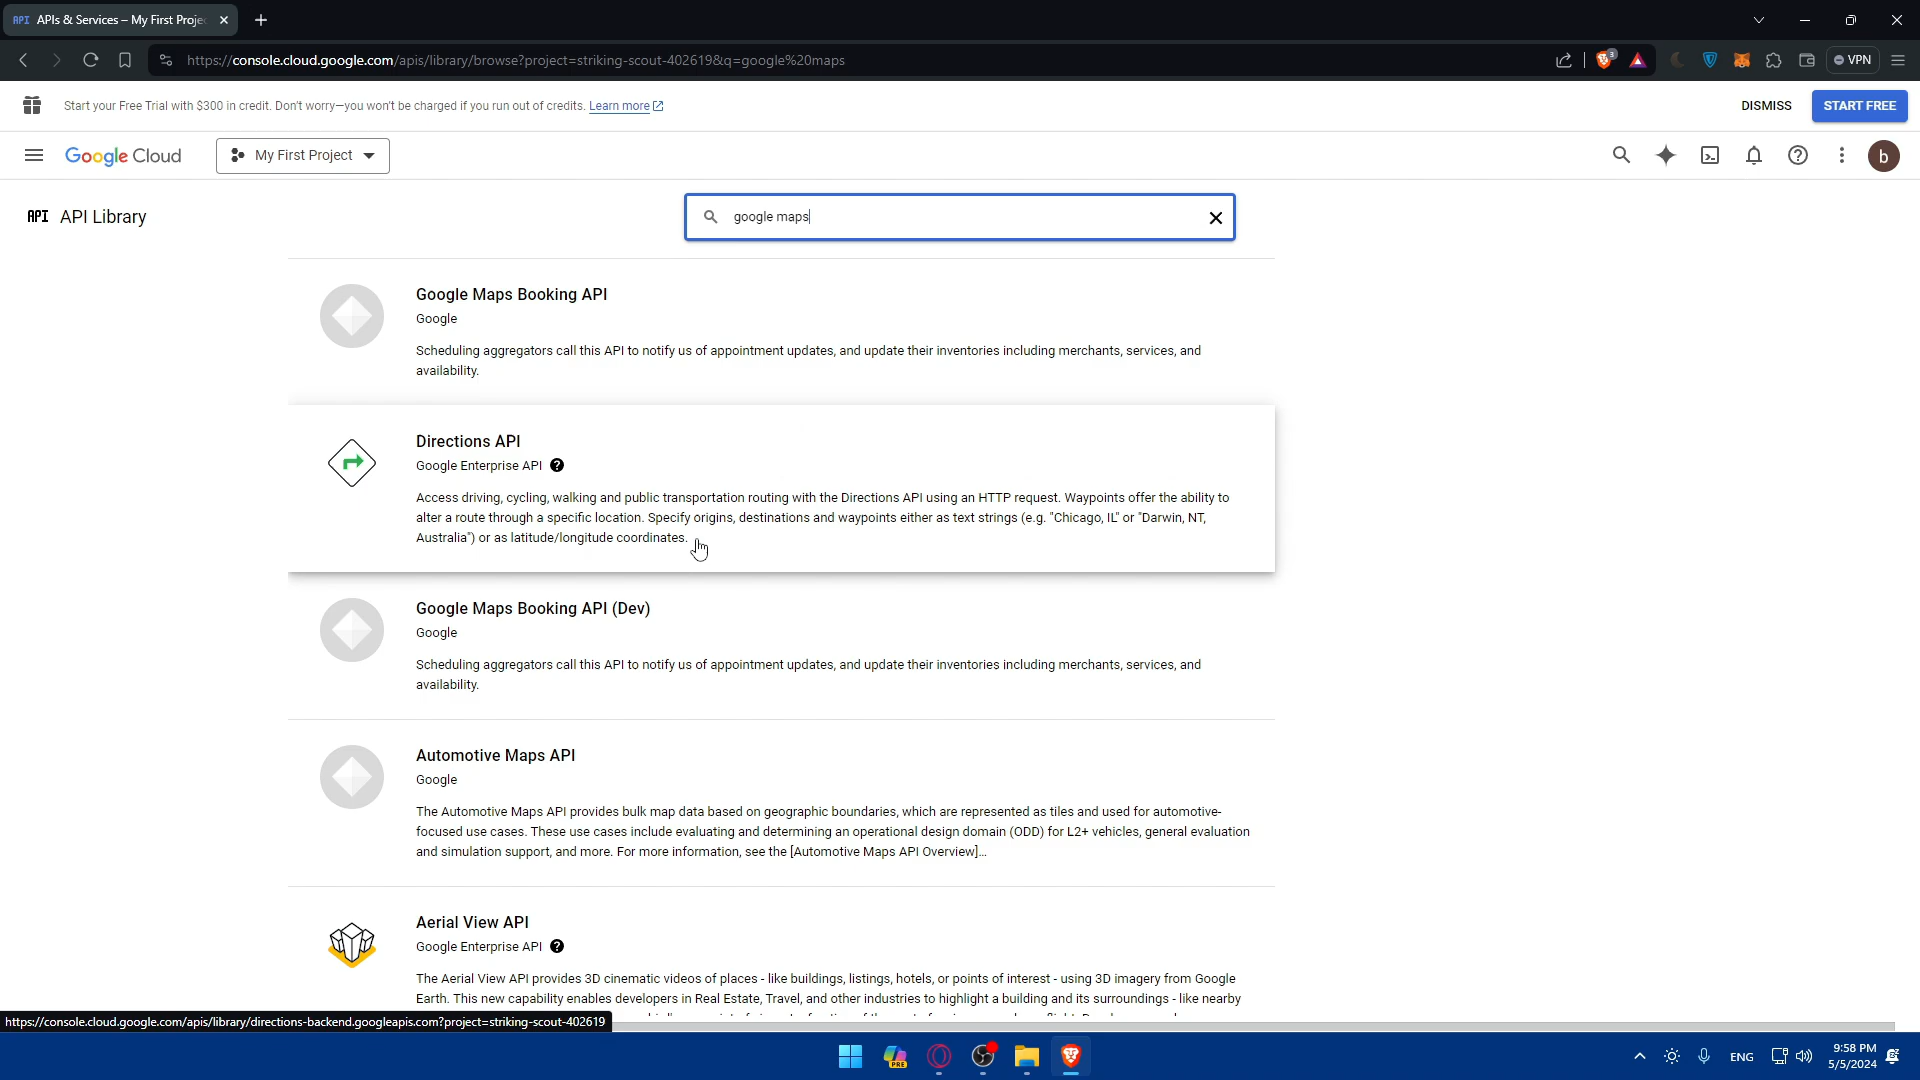 API APIs & Services – My First Proje
https://console.cloud.google.com/apis/library/browse?project=striking-scout-402619&q=google%20maps
3
VPN
Start your Free Trial with $300 in credit. Don't worry—you won't be charged if you run out of credits. Learn more
DISMISS
START FREE
Google Cloud
My First Project
b
API API Library
google maps
Google Maps Booking API
Google
Scheduling aggregators call this API to notify us of appointment updates, and update their inventories including merchants, services, and
availability.
Directions API
Google Enterprise API ?
Access driving, cycling, walking and public transportation routing with the Directions API using an HTTP request. Waypoints offer the ability to
alter a route through a specific location. Specify origins, destinations and waypoints either as text strings (e.g. "Chicago, IL" or "Darwin, NT,
Australia") or as latitude/longitude coordinates.
Google Maps Booking API (Dev)
Google
Scheduling aggregators call this API to notify us of appointment updates, and update their inventories including merchants, services, and
availability.
Automotive Maps API
Google
The Automotive Maps API provides bulk map data based on geographic boundaries, which are represented as tiles and used for automotive-
focused use cases. These use cases include evaluating and determining an operational design domain (ODD) for L2+ vehicles, general evaluation
and simulation support, and more. For more information, see the [Automotive Maps API Overview]...
Aerial View API
Google Enterprise API ?
The Aerial View API provides 3D cinematic videos of places - like buildings, listings, hotels, or points of interest - using 3D imagery from Google
Earth. This new capability enables developers in Real Estate, Travel, and other industries to highlight a building and its surroundings - like nearby
https://console.cloud.google.com/apis/library/directions-backend.googleapis.com?project=striking-scout-402619
PRE
ENG
9:58 PM
5/5/2024